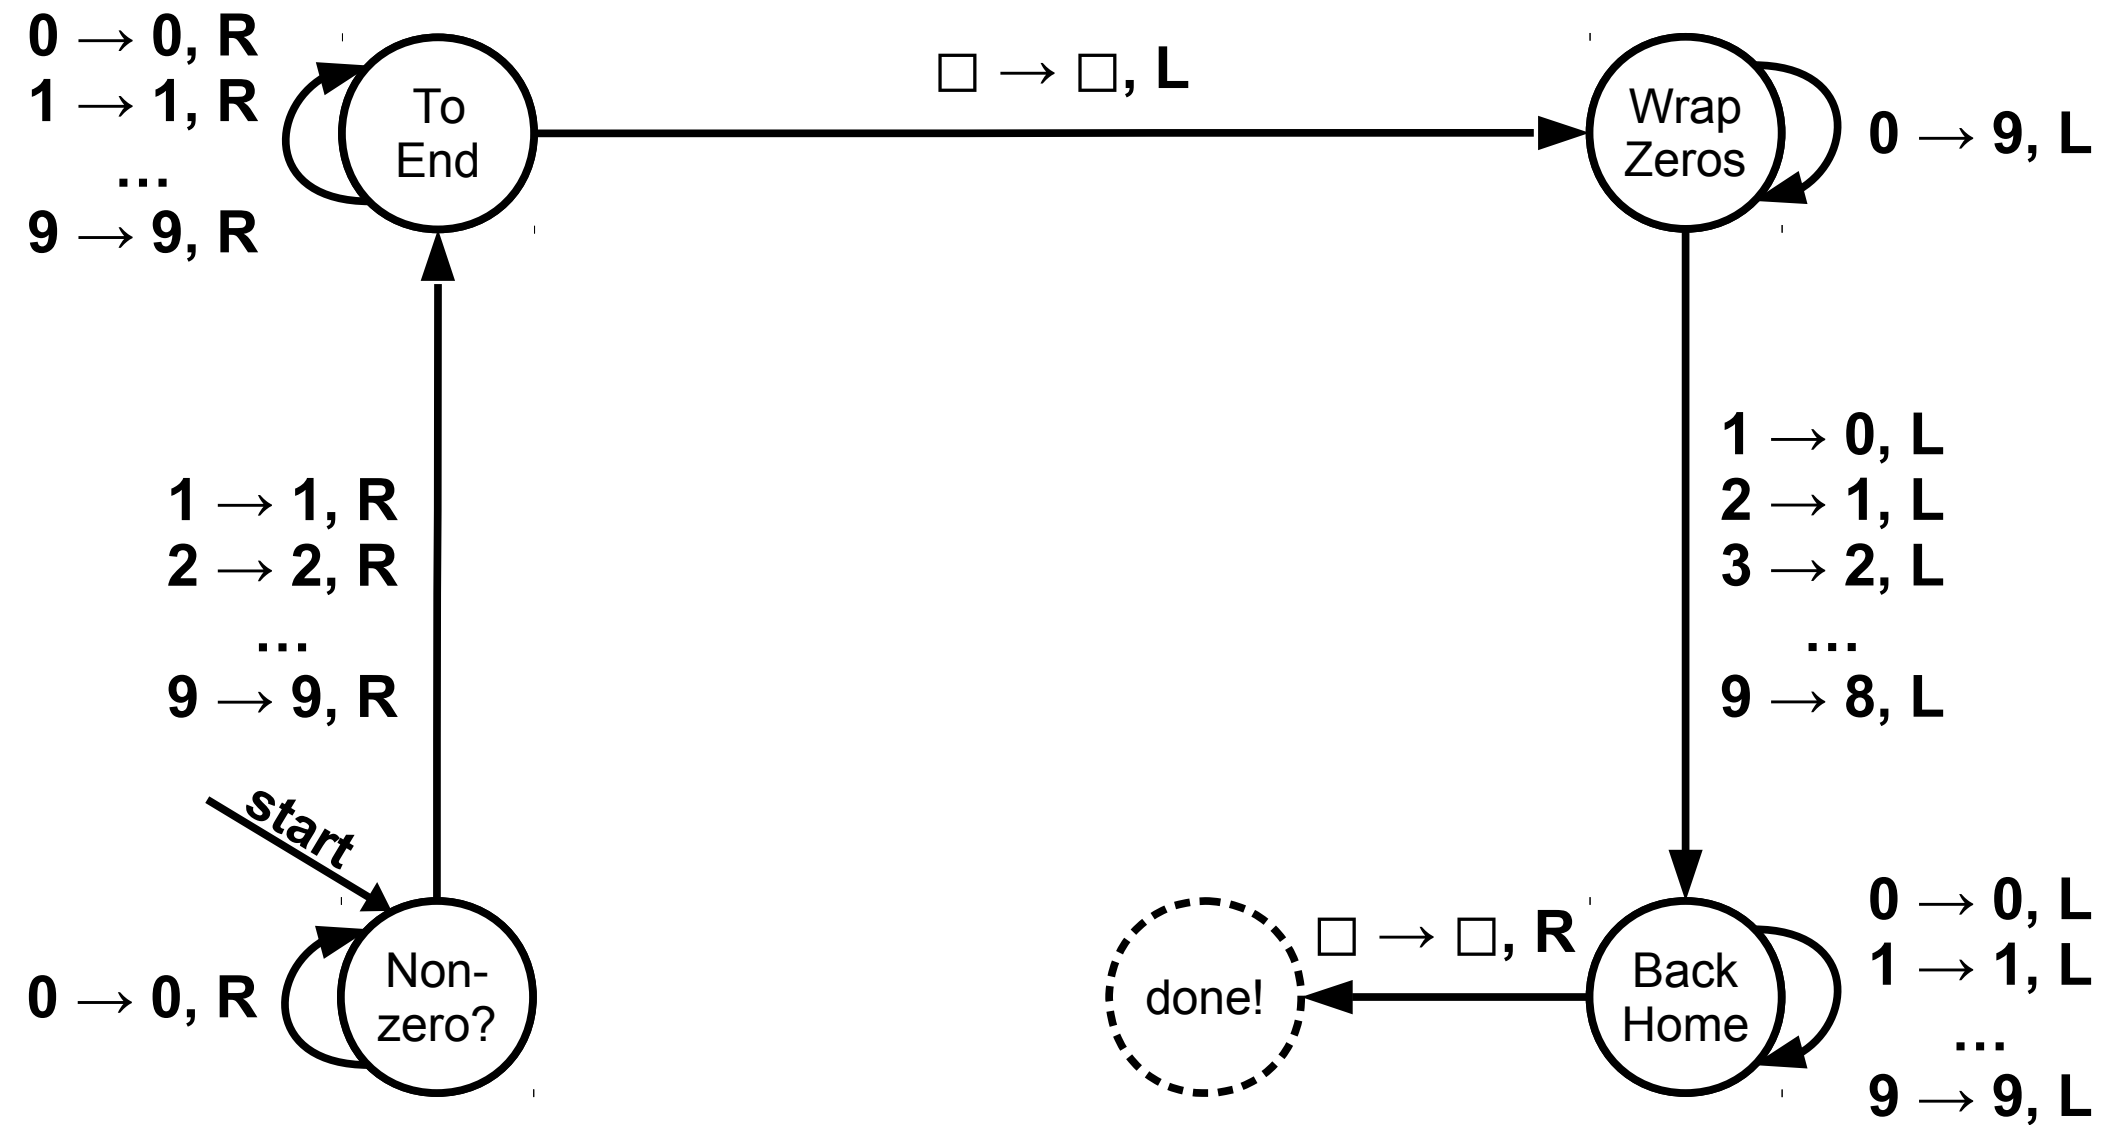 0 → 0, R
1 → 1, R
…
9 → 9, R
To
End
□ → □, L
Wrap
Zeros
0 → 9, L
1 → 1, R
2 → 2, R
…
9 → 9, R
1 → 0, L
2 → 1, L
3 → 2, L
…
9 → 8, L
start
0 → 0, R
Non-
zero?
done!
□ → □, R
Back
Home
0 → 0, L
1 → 1, L
…
9 → 9, L